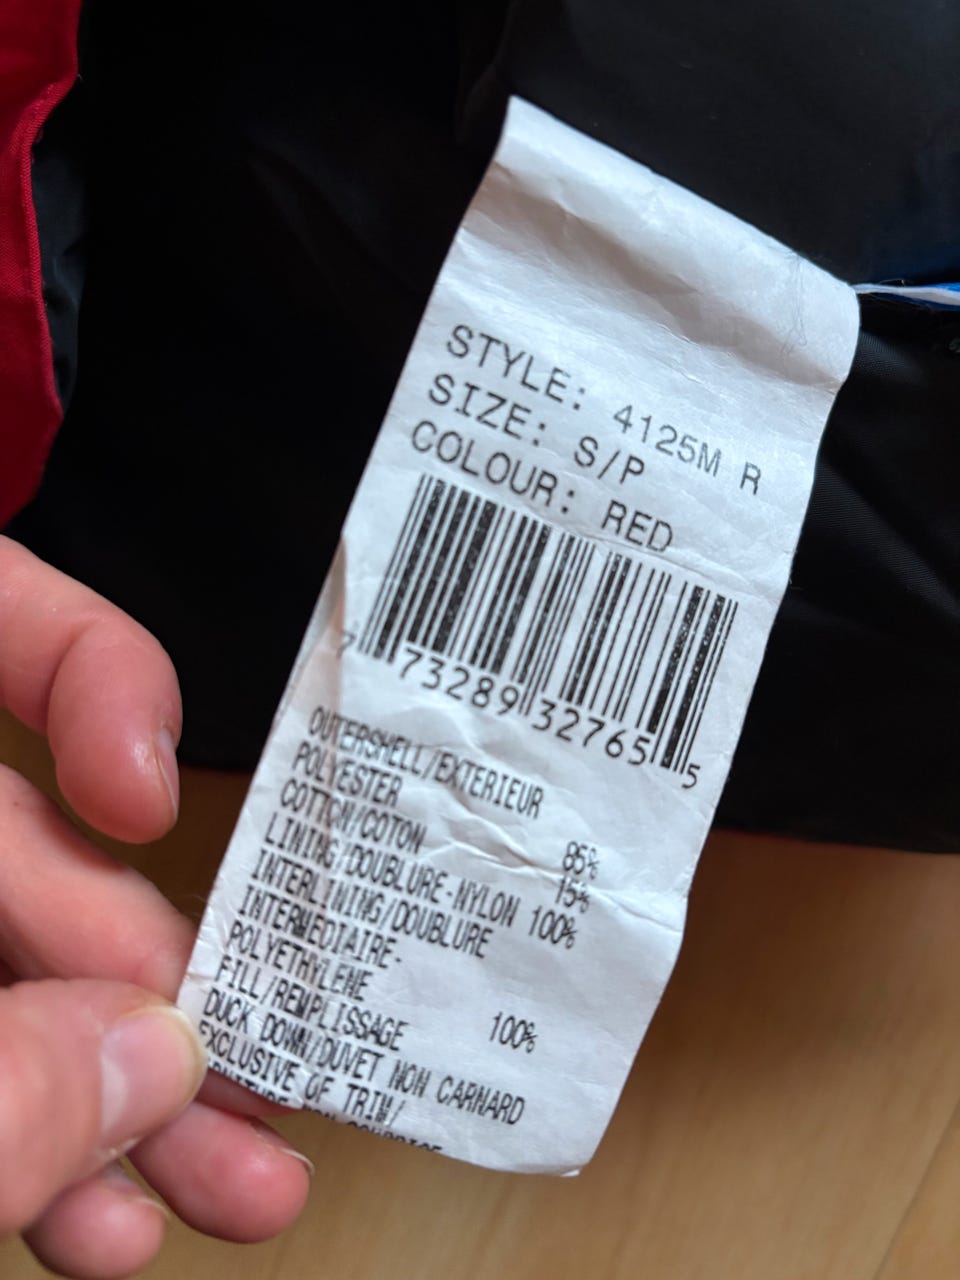 STYLE: 4125M R
SIZE: S/P
COLOUR: RED
7 73289 32765 5
OUTERSHELL/EXTERIEUR
POLYESTER 85%
COTTON/COTON 15%
LINING/DOUBLURE-NYLON 100%
INTERLINING/DOUBLURE
INTERMEDIAIRE-
POLYETHYLENE 100%
FILL/REMPLISSAGE
DUCK DOWN/DUVET NON CARNARD
EXCLUSIVE OF TRIM/